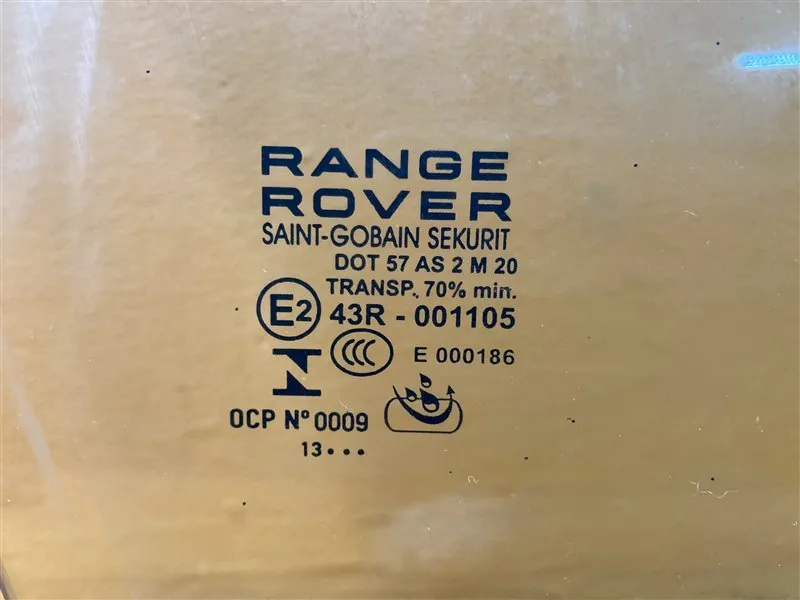 RANGE
ROVER
SAINT-GOBAIN SEKURIT
DOT 57 AS 2 M 20
TRANSP. 70% min.
E2 43R - 001105
CCC E 000186
OCP Nº 0009
13•••